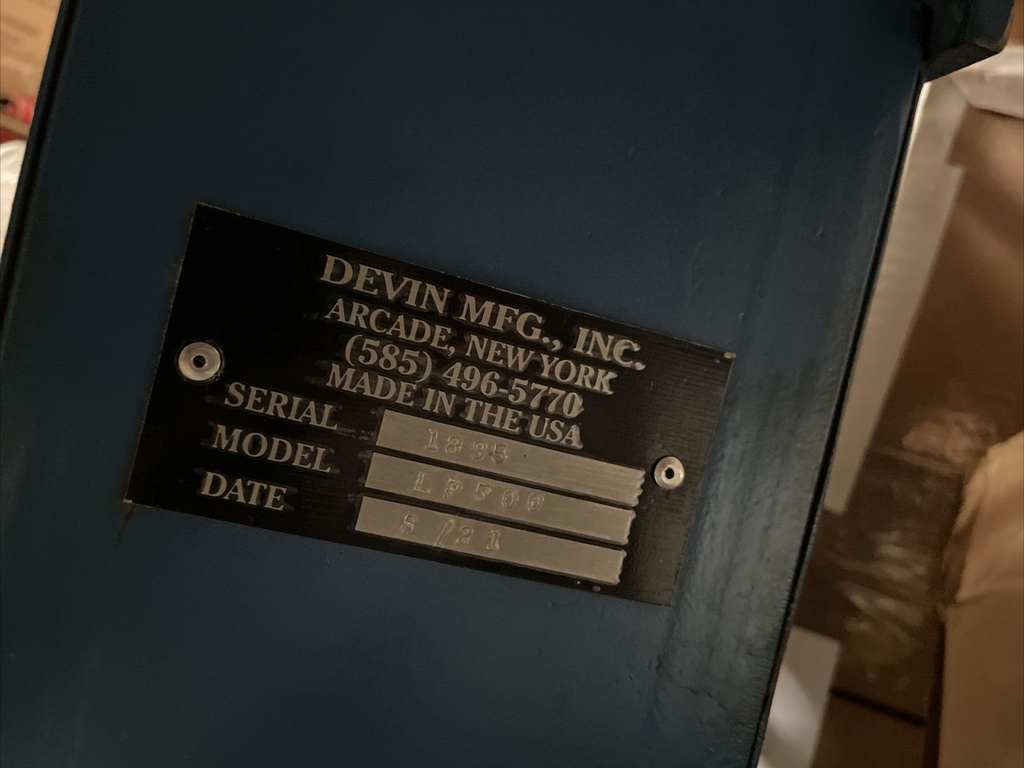 DEVIN MFG., INC.
ARCADE, NEW YORK
(585) 496-5770
MADE IN THE USA
SERIAL 1895
MODEL LP500
DATE 8/21